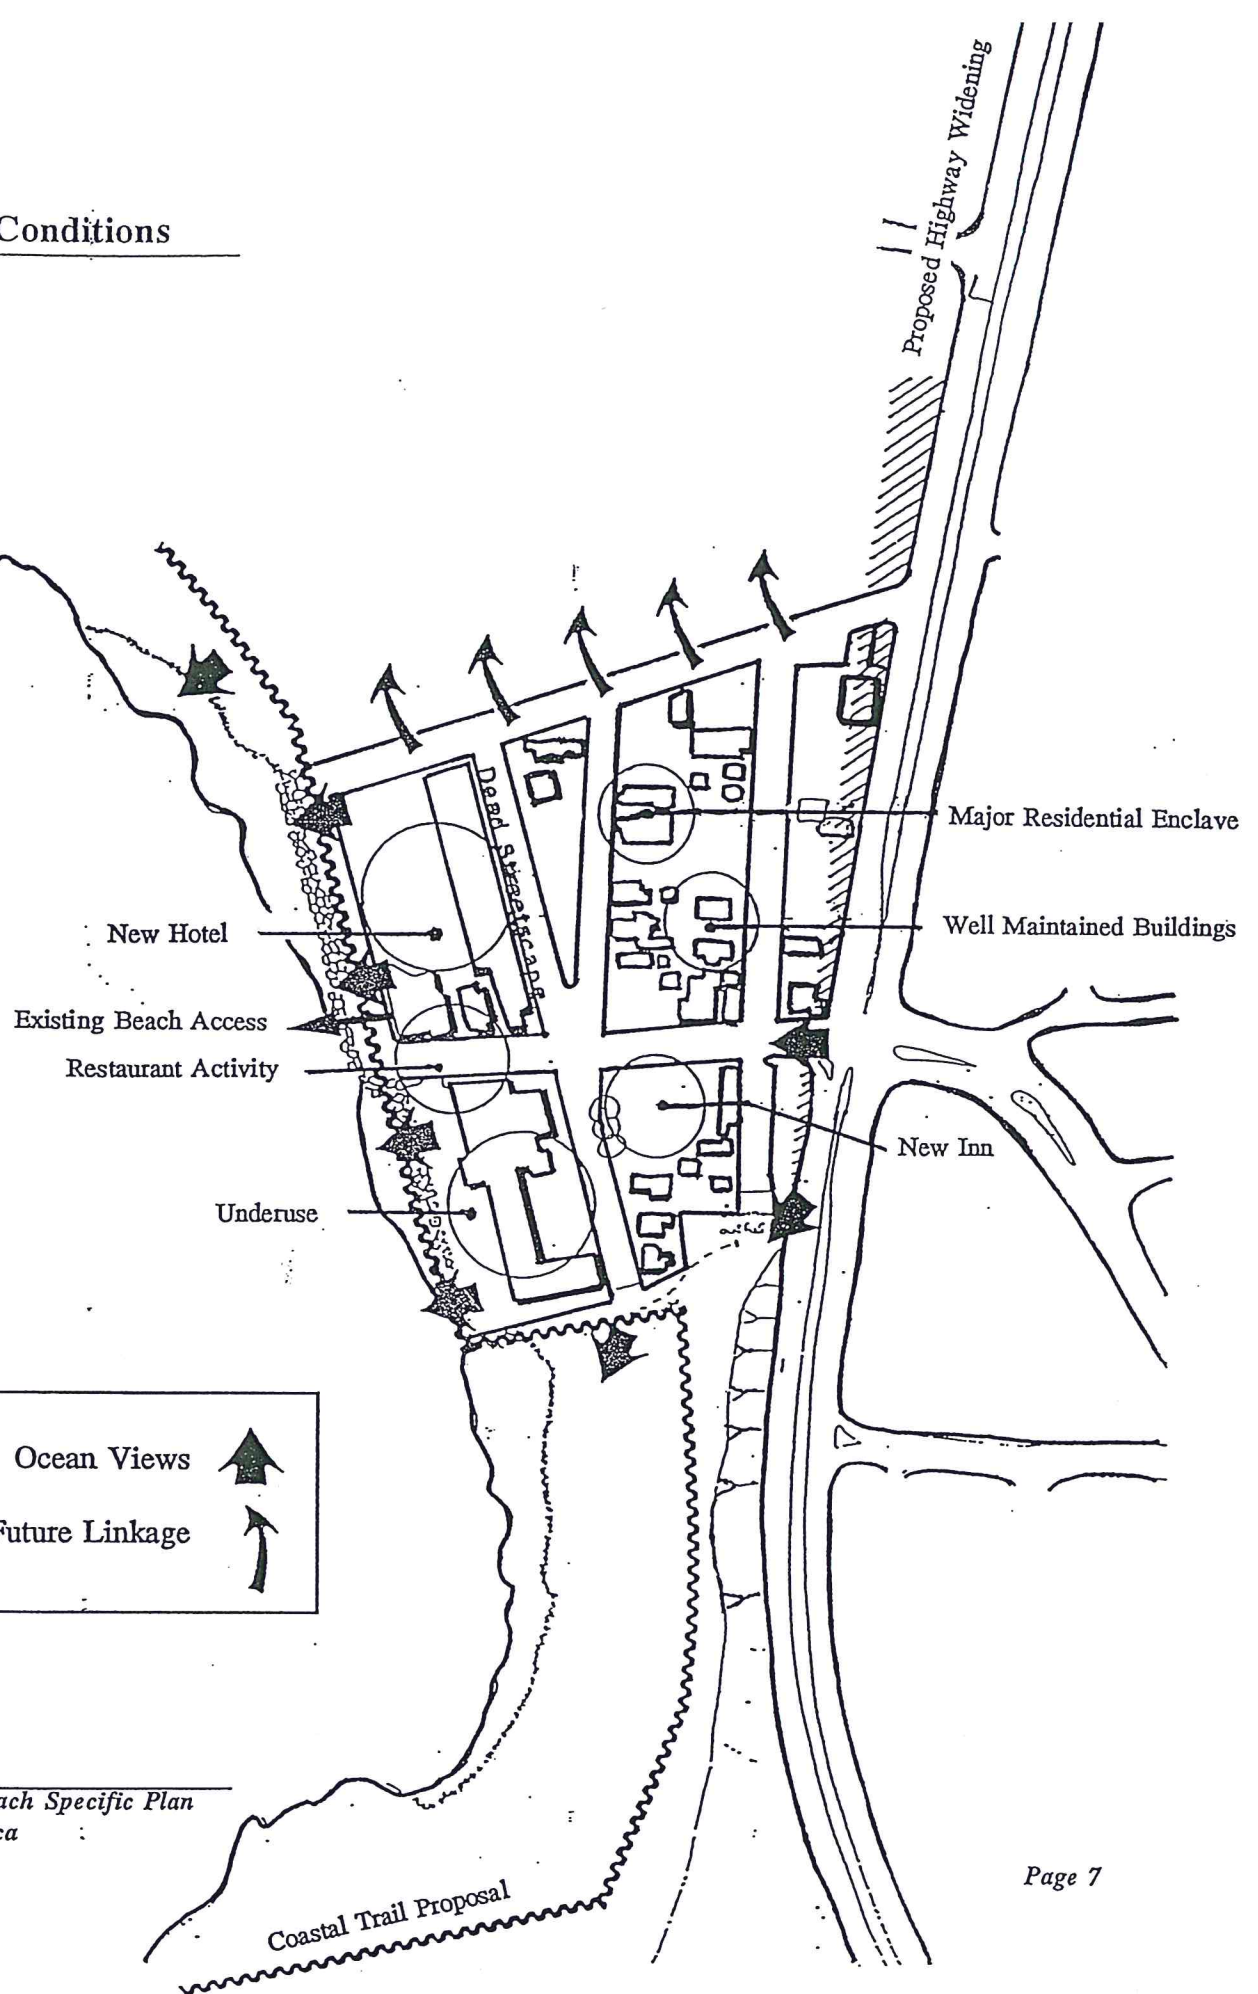 Conditions
Proposed Highway Widening
Dead Streetscape
Major Residential Enclave
New Hotel
Well Maintained Buildings
Existing Beach Access
Restaurant Activity
New Inn
Underuse
Ocean Views
Future Linkage
ach Specific Plan
ca
Page 7
Coastal Trail Proposal